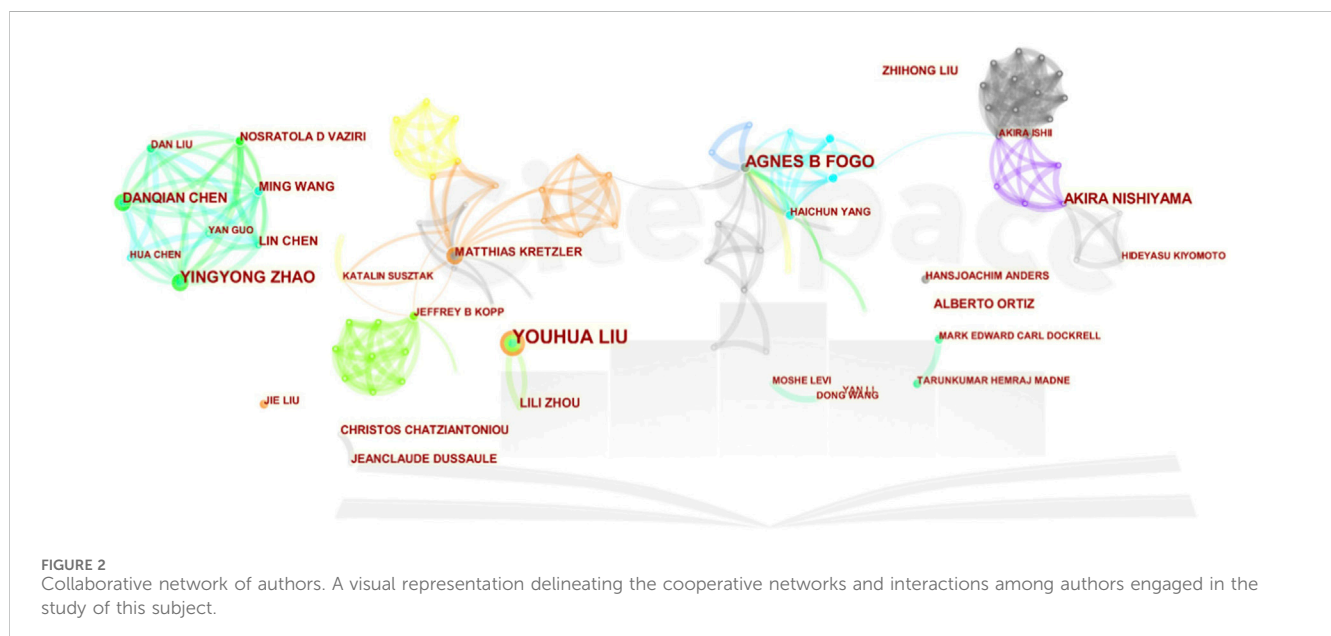 ZHIHONG LIU
AKIRA ISHII
NOSRATOLA D VAZIRI
DAN LIU
AGNES B FOGO
MING WANG
DANQIAN CHEN
AKIRA NISHIYAMA
HAICHUN YANG
YAN GUO
LIN CHEN
HUA CHEN
MATTHIAS KRETZLER
HIDEYASU KIYOMOTO
YINGYONG ZHAO
KATALIN SUSZTAK
HANSJOACHIM ANDERS
ALBERTO ORTIZ
JEFFREY B KOPP
YOUHUA LIU
MARK EDWARD CARL DOCKRELL
MOSHE LEVI
TARUNKUMAR HEMRAJ MADNE
YAN LI
DONG WANG
JIE LIU
LILI ZHOU
CHRISTOS CHATZIANTONIOU
JEANCLAUDE DUSSAULE
CiteSpace
FIGURE 2
Collaborative network of authors. A visual representation delineating the cooperative networks and interactions among authors engaged in the
study of this subject.